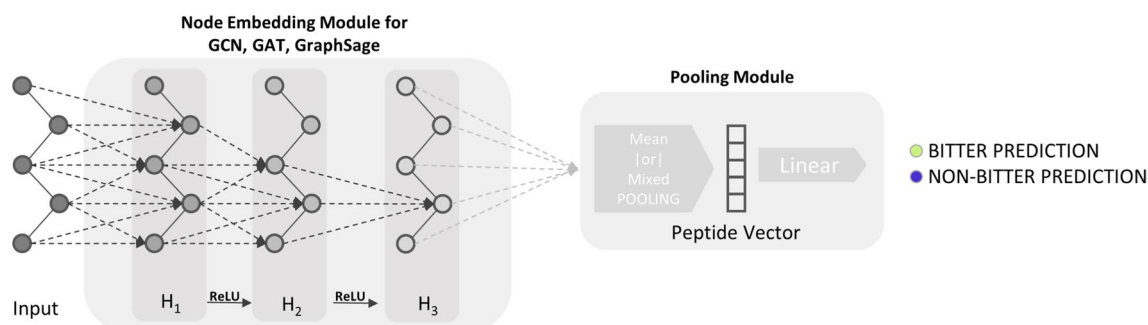 Node Embedding Module for
GCN, GAT, GraphSage
Pooling Module
Mean
|or|
Mixed
POOLING
Linear
Peptide Vector
BITTER PREDICTION
NON-BITTER PREDICTION
Input
H1
ReLU
H2
ReLU
H3